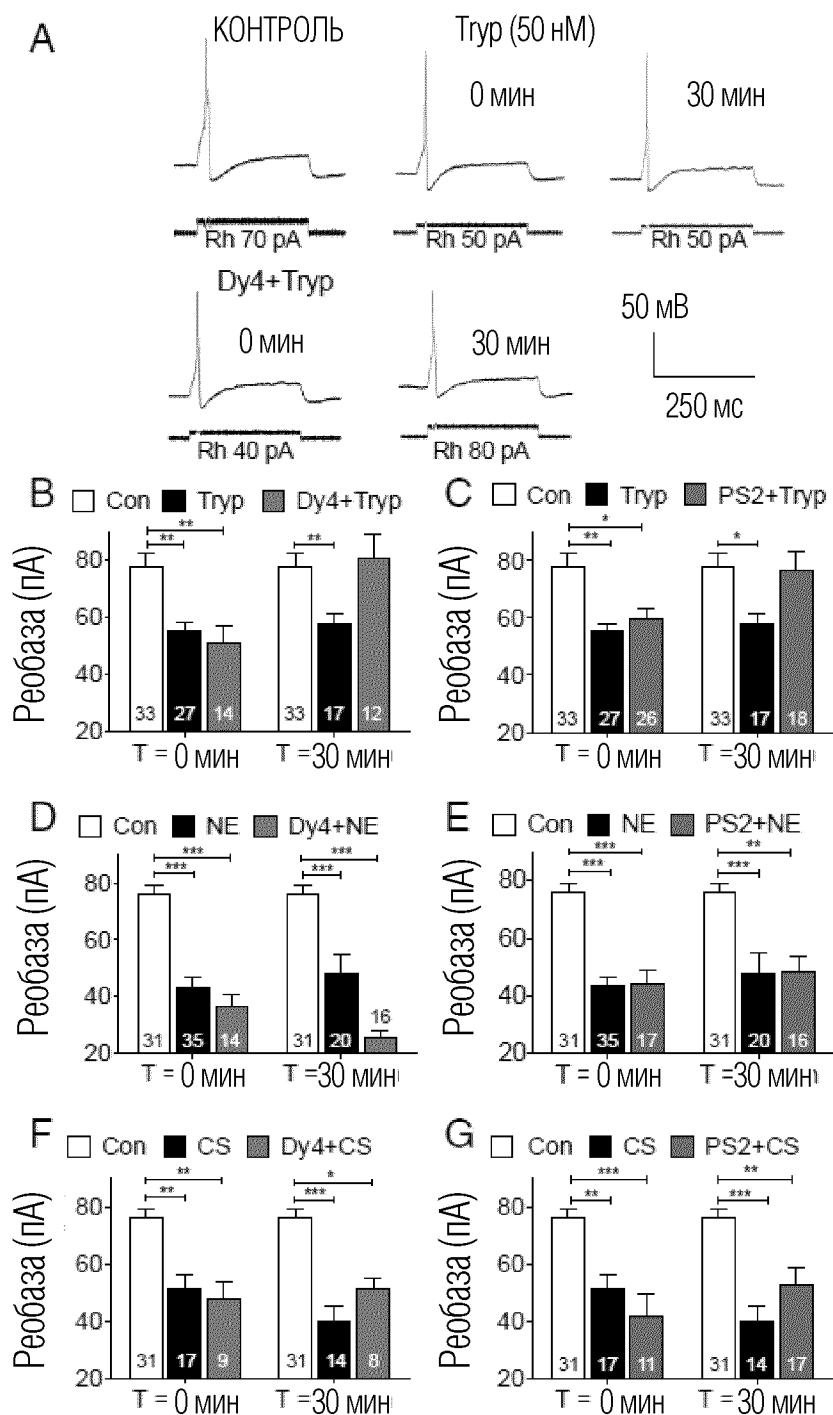 A КОНТРОЛЬ Tryp (50 нМ)
0 мин 30 мин
Rh 70 pA Rh 50 pA Rh 50 pA
Dy4+Tryp
0 мин 30 мин 50 мВ
250 мс
Rh 40 pA Rh 80 pA
B Con Tryp Dy4+Tryp
** ** **
Реобаза (пА)
80
60
40
20
33 27 14 33 17 12
T = 0 мин T = 30 мин
C Con Tryp PS2+Tryp
* ** *
Реобаза (пА)
80
60
40
20
33 27 26 33 17 18
T = 0 мин T = 30 мин
D Con NE Dy4+NE
*** *** *** ***
Реобаза (пА)
80
60
40
20
31 35 14 31 20 16
T = 0 мин T = 30 мин
E Con NE PS2+NE
*** *** ** ***
Реобаза (пА)
80
60
40
20
31 35 17 31 20 16
T = 0 мин T = 30 мин
F Con CS Dy4+CS
** ** * ***
Реобаза (пА)
80
60
40
20
31 17 9 31 14 8
T = 0 мин T = 30 мин
G Con CS PS2+CS
*** ** ** ***
Реобаза (пА)
80
60
40
20
31 17 11 31 14 17
T = 0 мин T = 30 мин